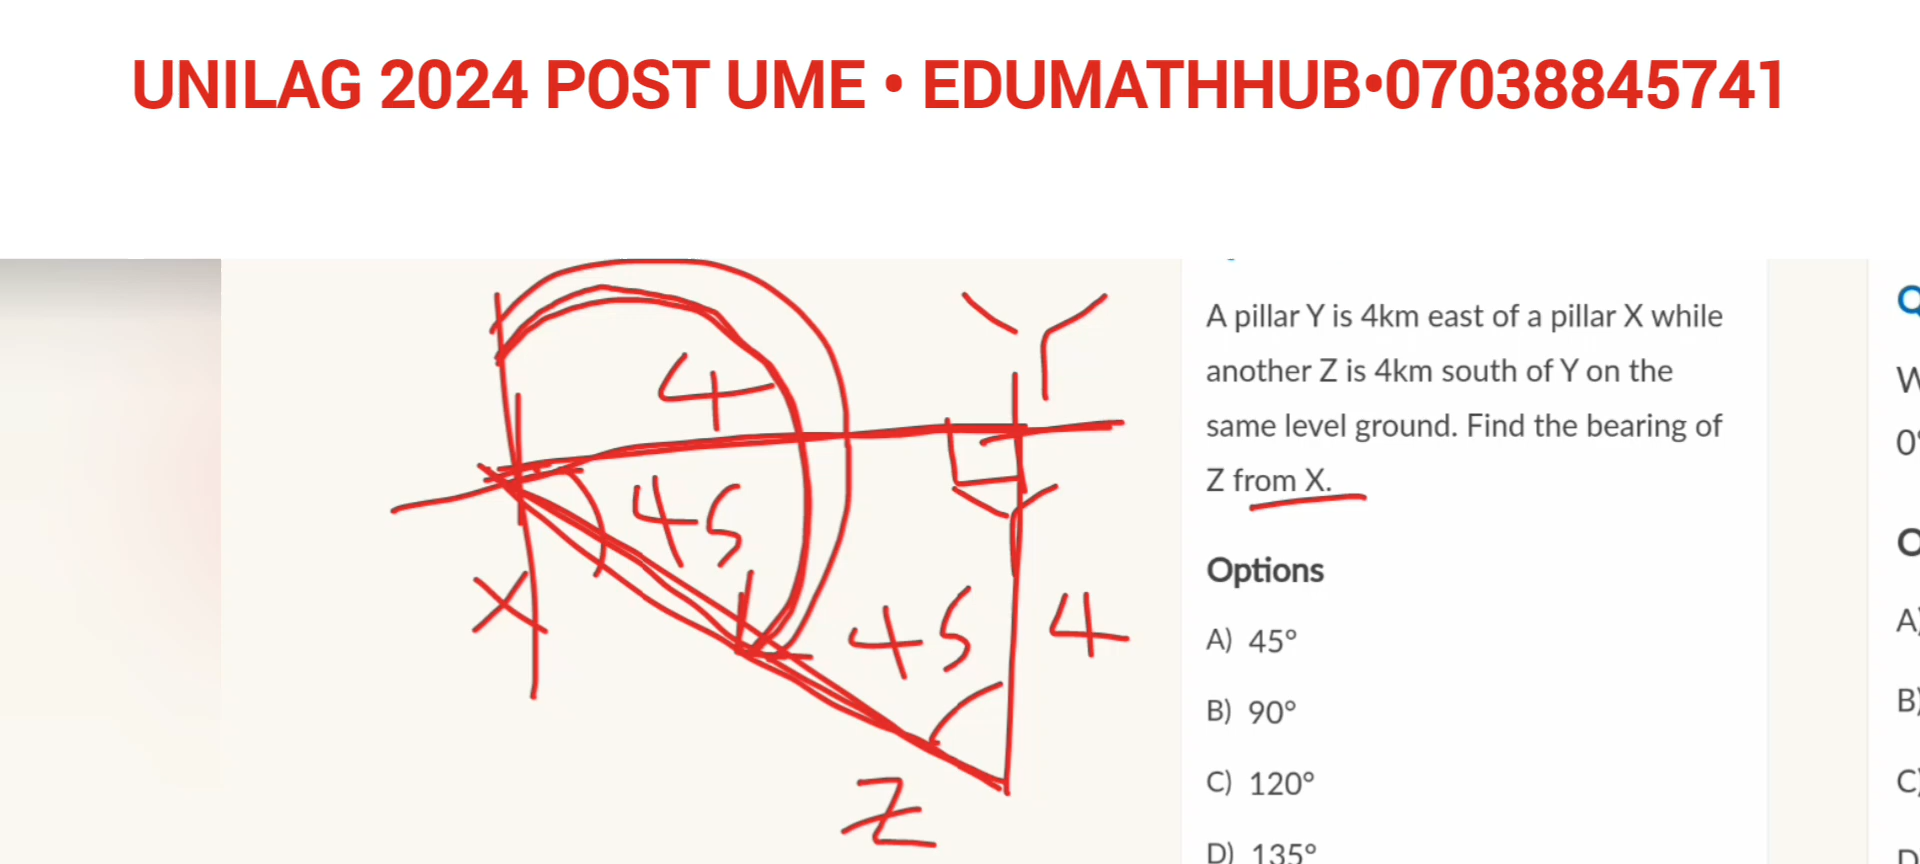 UNILAG 2024 POST UME • EDUMATHHUB•07038845741
A pillar Y is 4km east of a pillar X while
another Z is 4km south of Y on the
same level ground. Find the bearing of
Z from X.
Options
A) 45°
B) 90°
C) 120°
D) 135°
4
Y
45
X
45
4
Z
Q
W
0°
O
A)
B)
C)
D